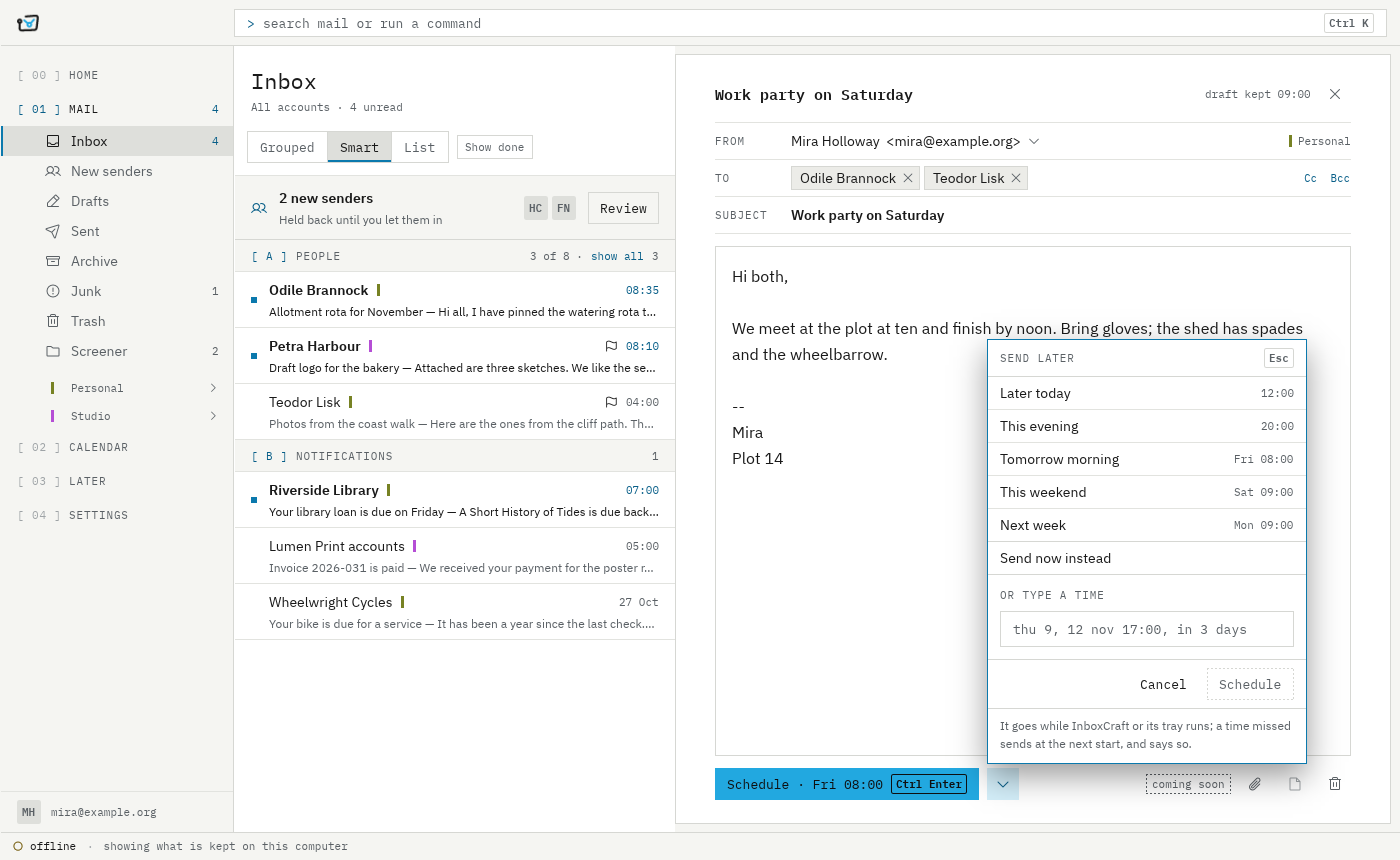 > search mail or run a command Ctrl K
[ 00 ] HOME
[ 01 ] MAIL 4
Inbox 4
New senders
Drafts
Sent
Archive
Junk 1
Trash
Screener 2
Personal
Studio
[ 02 ] CALENDAR
[ 03 ] LATER
[ 04 ] SETTINGS
MH mira@example.org
Inbox
All accounts · 4 unread
Grouped Smart List Show done
2 new senders
Held back until you let them in
HC FN Review
[ A ] PEOPLE 3 of 8 · show all 3
Odile Brannock 08:35
Allotment rota for November — Hi all, I have pinned the watering rota t…
Petra Harbour 08:10
Draft logo for the bakery — Attached are three sketches. We like the se…
Teodor Lisk 04:00
Photos from the coast walk — Here are the ones from the cliff path. Th…
[ B ] NOTIFICATIONS 1
Riverside Library 07:00
Your library loan is due on Friday — A Short History of Tides is due back…
Lumen Print accounts 05:00
Invoice 2026-031 is paid — We received your payment for the poster r…
Wheelwright Cycles 27 Oct
Your bike is due for a service — It has been a year since the last check.…
Work party on Saturday draft kept 09:00
FROM Mira Holloway <mira@example.org> Personal
TO Odile Brannock Teodor Lisk Cc Bcc
SUBJECT Work party on Saturday
Hi both,
We meet at the plot at ten and finish by noon. Bring gloves; the shed has spades
and the wheelbarrow.
--
Mira
Plot 14
SEND LATER Esc
Later today 12:00
This evening 20:00
Tomorrow morning Fri 08:00
This weekend Sat 09:00
Next week Mon 09:00
Send now instead
OR TYPE A TIME
thu 9, 12 nov 17:00, in 3 days
Cancel Schedule
It goes while InboxCraft or its tray runs; a time missed
sends at the next start, and says so.
Schedule · Fri 08:00 Ctrl Enter
coming soon
offline · showing what is kept on this computer